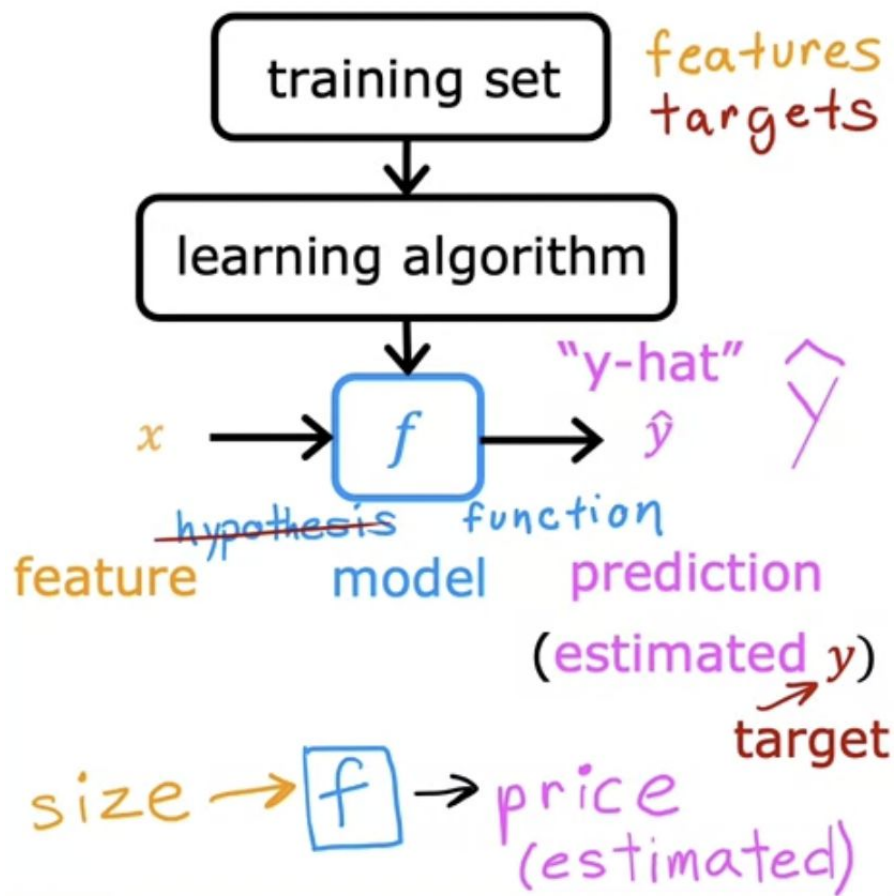 training set
features
targets
learning algorithm
"y-hat"
x
f
ŷ
ŷ
hypothesis
function
feature
model
prediction
(estimated y)
target
size → f → price
(estimated)